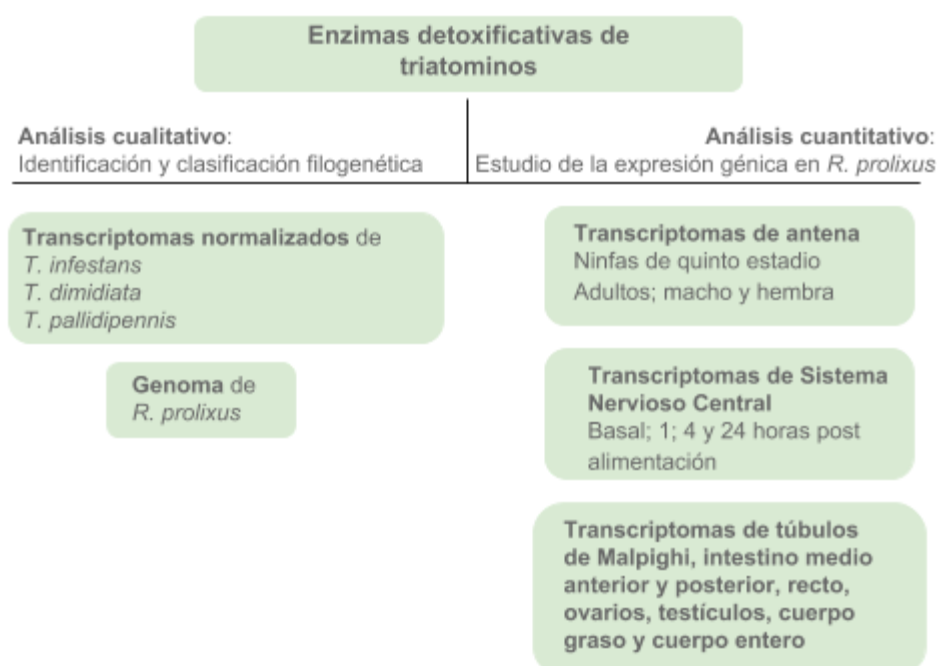 Enzimas detoxificativas de
triatominos
Análisis cualitativo:
Identificación y clasificación filogenética
Análisis cuantitativo:
Estudio de la expresión génica en R. prolixus
Transcriptomas normalizados de
T. infestans
T. dimidiata
T. pallidipennis
Genoma de
R. prolixus
Transcriptomas de antena
Ninfas de quinto estadio
Adultos; macho y hembra
Transcriptomas de Sistema
Nervioso Central
Basal; 1; 4 y 24 horas post
alimentación
Transcriptomas de túbulos
de Malpighi, intestino medio
anterior y posterior, recto,
ovarios, testículos, cuerpo
graso y cuerpo entero